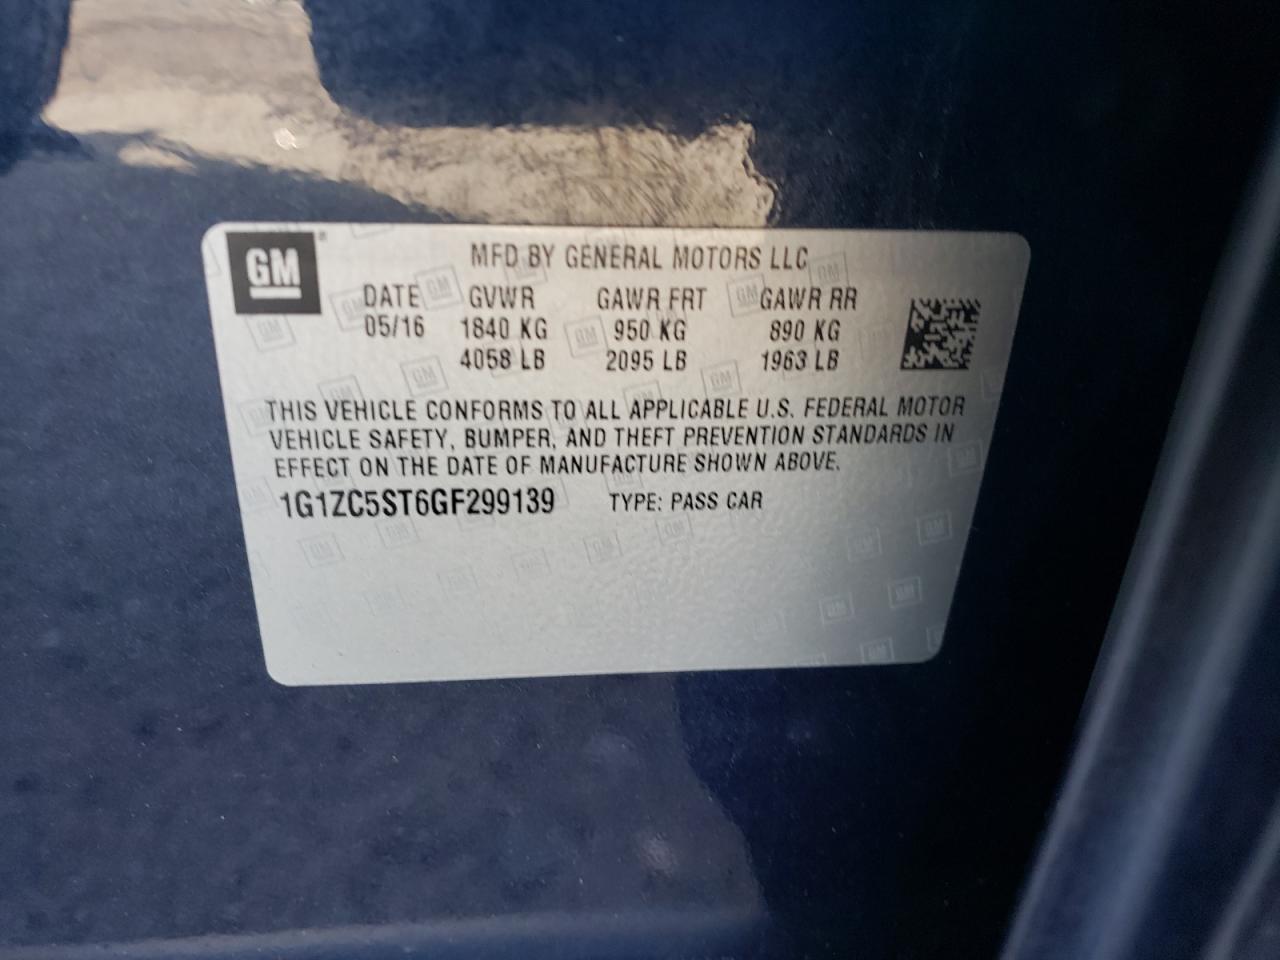 GM
MFD BY GENERAL MOTORS LLC
DATE GVWR GAWR FRT GAWR RR
05/16 1840 KG 950 KG 890 KG
4058 LB 2095 LB 1963 LB
THIS VEHICLE CONFORMS TO ALL APPLICABLE U.S. FEDERAL MOTOR
VEHICLE SAFETY, BUMPER, AND THEFT PREVENTION STANDARDS IN
EFFECT ON THE DATE OF MANUFACTURE SHOWN ABOVE.
1G1ZC5ST6GF299139 TYPE: PASS CAR